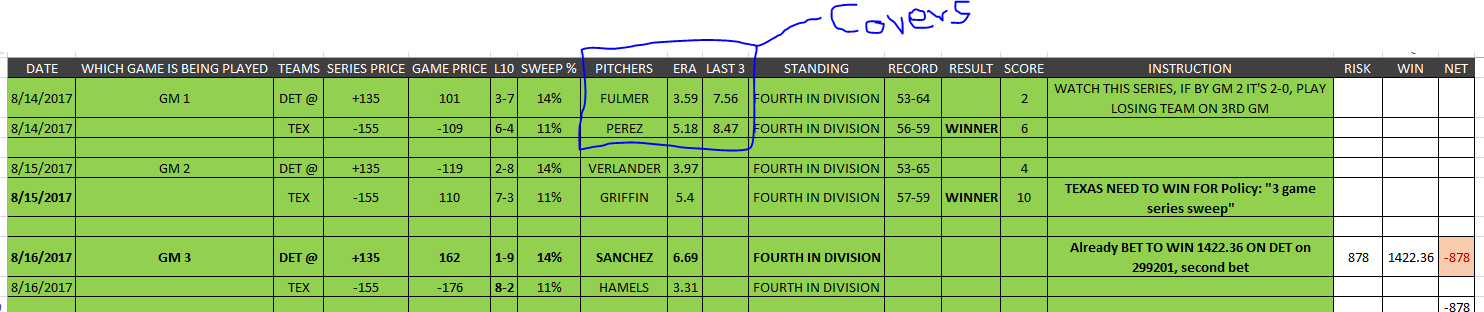 Covers
DATE WHICH GAME IS BEING PLAYED TEAMS SERIES PRICE GAME PRICE L10 SWEEP % PITCHERS ERA LAST 3 STANDING RECORD RESULT SCORE INSTRUCTION RISK WIN NET
8/14/2017 GM 1 DET @ +135 101 3-7 14% FULMER 3.59 7.56 FOURTH IN DIVISION 53-64 2 WATCH THIS SERIES, IF BY GM 2 IT'S 2-0, PLAY
LOSING TEAM ON 3RD GM
8/14/2017 TEX -155 -109 6-4 11% PEREZ 5.18 8.47 FOURTH IN DIVISION 56-59 WINNER 6
8/15/2017 GM 2 DET @ +135 -119 2-8 14% VERLANDER 3.97 FOURTH IN DIVISION 53-65 4
8/15/2017 TEX -155 110 7-3 11% GRIFFIN 5.4 FOURTH IN DIVISION 57-59 WINNER 10 TEXAS NEED TO WIN FOR Policy: "3 game
series sweep"
8/16/2017 GM 3 DET @ +135 162 1-9 14% SANCHEZ 6.69 FOURTH IN DIVISION Already BET TO WIN 1422.36 ON DET on
299201, second bet 878 1422.36 -878
8/16/2017 TEX -155 -176 8-2 11% HAMELS 3.31 FOURTH IN DIVISION
-878